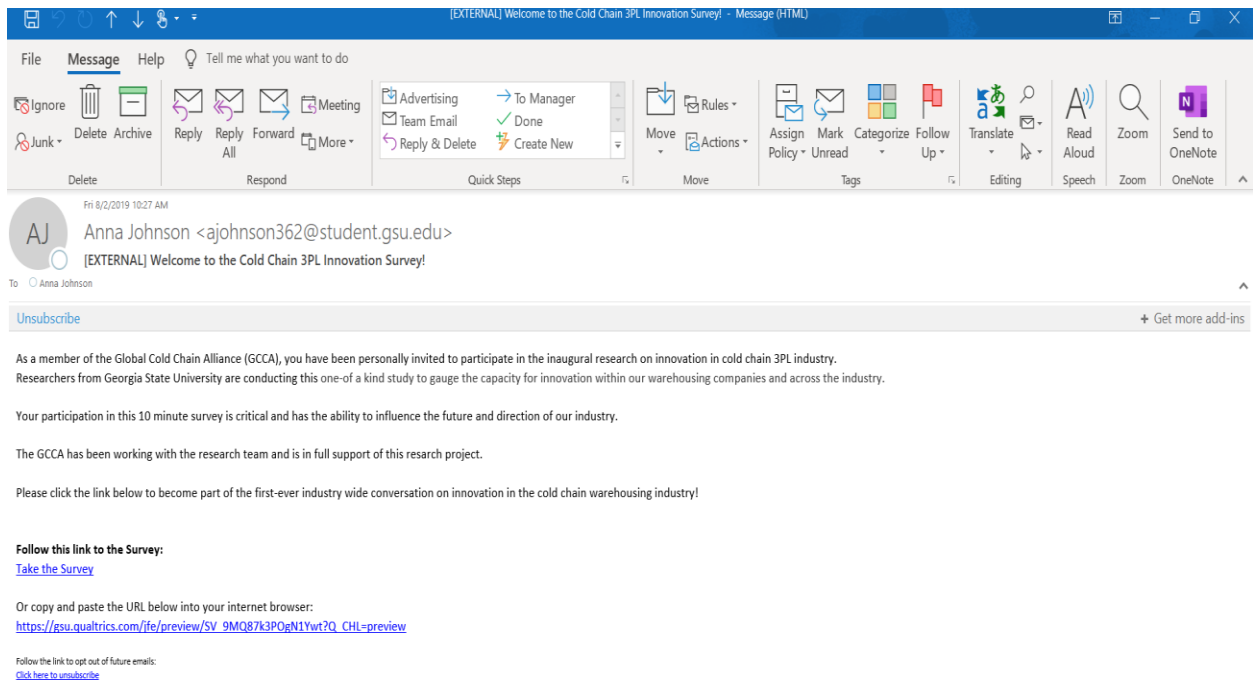 [EXTERNAL] Welcome to the Cold Chain 3PL Innovation Survey! - Message (HTML)
File Message Help Tell me what you want to do
Ignore
Junk
Delete Archive
Reply Reply All Forward
Meeting
More
Advertising
Team Email
Reply & Delete
To Manager
Done
Create New
Move
Rules
Actions
Assign Policy
Mark Unread
Categorize
Follow Up
Translate
Read Aloud
Zoom
Send to OneNote
Delete Respond Quick Steps Move Tags Editing Speech Zoom OneNote
Fri 8/2/2019 10:27 AM
AJ
Anna Johnson <ajohnson362@student.gsu.edu>
[EXTERNAL] Welcome to the Cold Chain 3PL Innovation Survey!
To Anna Johnson
Unsubscribe + Get more add-ins
As a member of the Global Cold Chain Alliance (GCCA), you have been personally invited to participate in the inaugural research on innovation in cold chain 3PL industry.
Researchers from Georgia State University are conducting this one-of a kind study to gauge the capacity for innovation within our warehousing companies and across the industry.
Your participation in this 10 minute survey is critical and has the ability to influence the future and direction of our industry.
The GCCA has been working with the research team and is in full support of this resarch project.
Please click the link below to become part of the first-ever industry wide conversation on innovation in the cold chain warehousing industry!
Follow this link to the Survey:
Take the Survey
Or copy and paste the URL below into your internet browser:
https://gsu.qualtrics.com/jfe/preview/SV_9MQ87k3POgN1Ywt?Q_CHL=preview
Follow the link to opt out of future emails:
Click here to unsubscribe